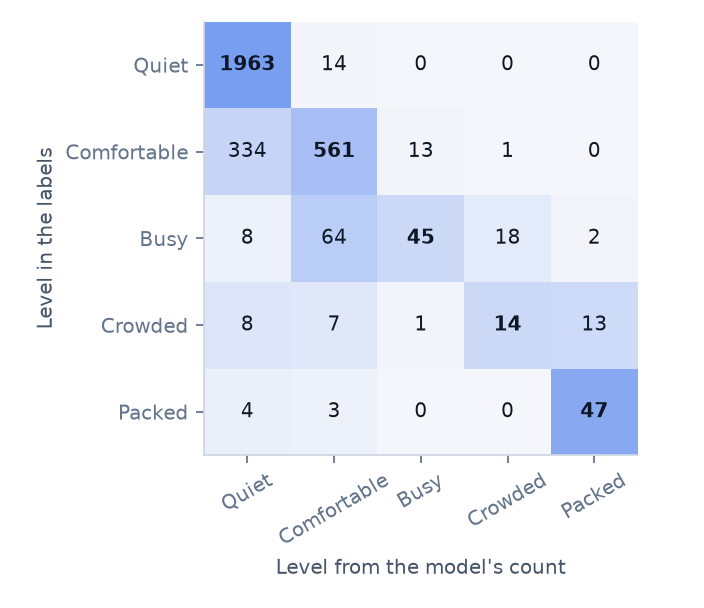 Quiet 1963 14 0 0 0
Comfortable 334 561 13 1 0
Busy 8 64 45 18 2
Crowded 8 7 1 14 13
Packed 4 3 0 0 47
Level in the labels
Quiet Comfortable Busy Crowded Packed
Level from the model's count